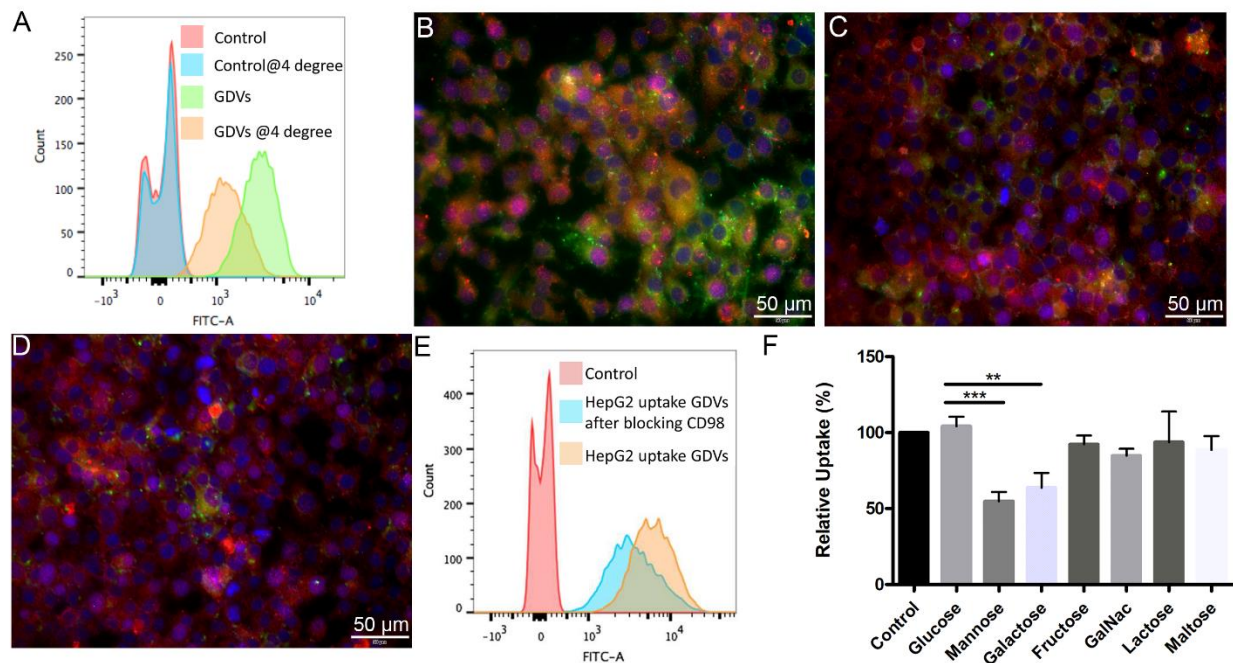 A
Control
Control@4 degree
GDVs
GDVs @4 degree
250
200
150
100
50
0
Count
-10³ 0 10³ 10⁴
FITC-A
B
50 µm
C
50 µm
D
50 µm
E
Control
HepG2 uptake GDVs
after blocking CD98
HepG2 uptake GDVs
400
300
200
100
0
Count
-10³ 0 10³ 10⁴
FITC-A
F
150
100
50
0
Relative Uptake (%)
**
***
Control
Glucose
Mannose
Galactose
Fructose
GalNac
Lactose
Maltose